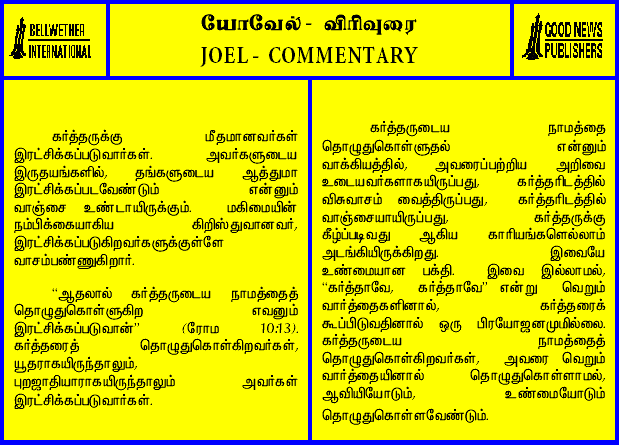 BELLWETHER
INTERNATIONAL
யோவேல் - விரிவுரை
JOEL - COMMENTARY
GOOD NEWS
PUBLISHERS
கர்த்தருக்கு மீதமானவர்கள்
இரட்சிக்கப்படுவார்கள். அவர்களுடைய
இருதயங்களில், தங்களுடைய ஆத்துமா
இரட்சிக்கப்படவேண்டும் என்னும்
வாஞ்சை உண்டாயிருக்கும். மகிமையின்
நம்பிக்கையாகிய கிறிஸ்துவானவர்,
இரட்சிக்கப்படுகிறவர்களுக்குள்ளே
வாசம்பண்ணுகிறார்.
“ஆதலால் கர்த்தருடைய நாமத்தைத்
தொழுதுகொள்ளுகிற எவனும்
இரட்சிக்கப்படுவான்” (ரோம 10:13).
கர்த்தரைத் தொழுதுகொள்கிறவர்கள்,
யூதராகயிருந்தாலும்,
புறஜாதியாராகயிருந்தாலும் அவர்கள்
இரட்சிக்கப்படுவார்கள்.
கர்த்தருடைய நாமத்தை
தொழுதுகொள்ளுதல் என்னும்
வாக்கியத்தில், அவரைப்பற்றிய அறிவை
உடையவர்களாகயிருப்பது, கர்த்தரிடத்தில்
விசுவாசம் வைத்திருப்பது, கர்த்தரிடத்தில்
வாஞ்சையாயிருப்பது, கர்த்தருக்கு
கீழ்ப்படிவது ஆகிய காரியங்களெல்லாம்
அடங்கியிருக்கிறது. இவையே
உண்மையான பக்தி. இவை இல்லாமல்,
“கர்த்தாவே, கர்த்தாவே” என்று வெறும்
வார்த்தைகளினால், கர்த்தரைக்
கூப்பிடுவதினால் ஒரு பிரயோஜனமுமில்லை.
கர்த்தருடைய நாமத்தைத்
தொழுதுகொள்கிறவர்கள், அவரை வெறும்
வார்த்தையினால் தொழுதுகொள்ளாமல்,
ஆவியியோடும், உண்மையோடும்
தொழுதுகொள்ளவேண்டும்.